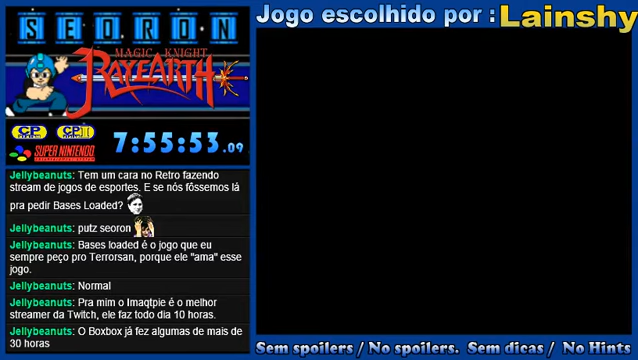 SEORON
Jogo escolhido por : Lainshy
MAGIC KNIGHT
RAYEARTH
CP CP II
7:55:53.09
SUPER NINTENDO
Jellybeanuts: Tem um cara no Retro fazendo
stream de jogos de esportes. E se nós fôssemos lá
pra pedir Bases Loaded?
Jellybeanuts: putz seoron
Jellybeanuts: Bases loaded é o jogo que eu
sempre peço pro Terrorsan, porque ele "ama" esse
jogo.
Jellybeanuts: Normal
Jellybeanuts: Pra mim o Imaqtpie é o melhor
streamer da Twitch, ele faz todo dia 10 horas.
Jellybeanuts: O Boxbox já fez algumas de mais de
30 horas
Sem spoilers / No spoilers. Sem dicas / No Hints